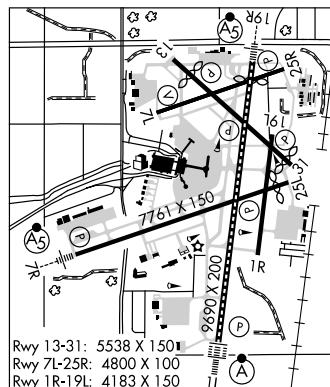 19R
A5
P
13
25R
P
V
7L
P
19L
P
31
25L
7761 X 150
P
A5
P
7R
9690 X 200
1R
P
Rwy 13-31: 5538 X 150
Rwy 7L-25R: 4800 X 100
Rwy 1R-19L: 4183 X 150
1L
A